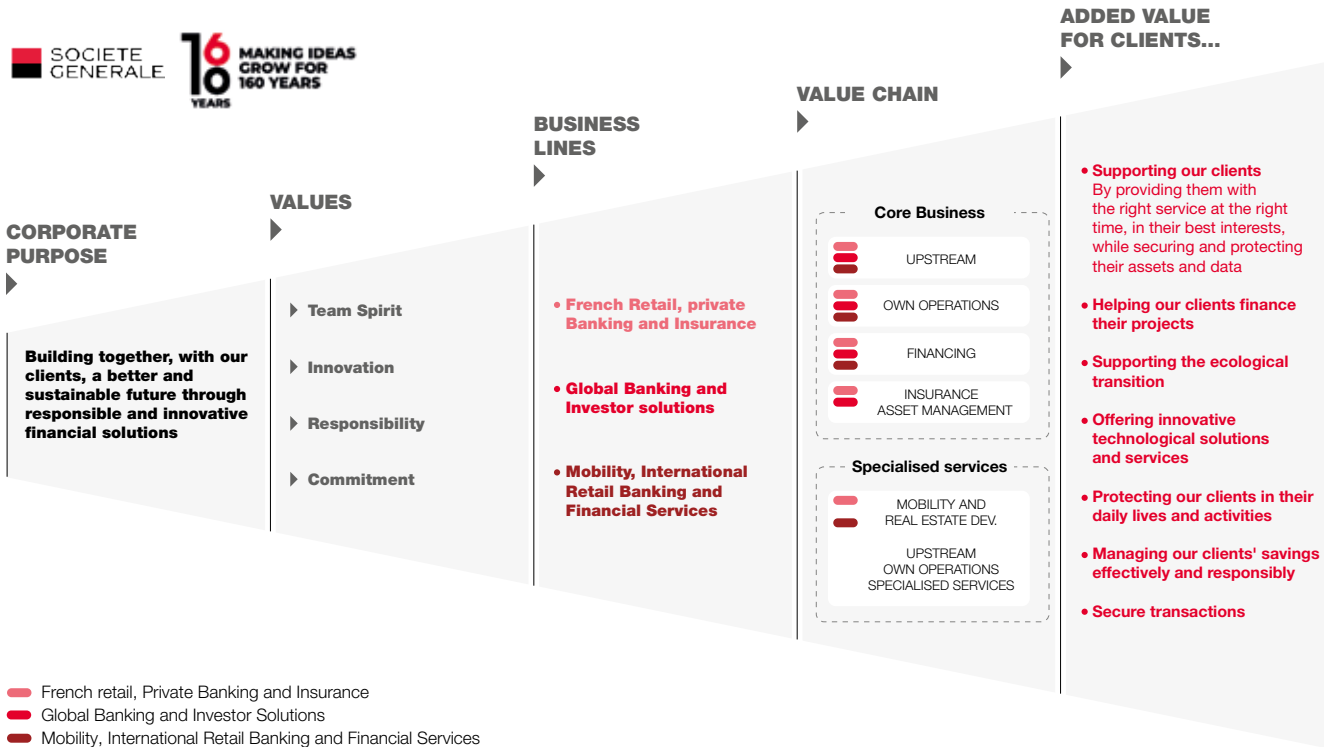 SOCIETE
GENERALE
160
YEARS
MAKING IDEAS
GROW FOR
160 YEARS
CORPORATE
PURPOSE
Building together, with our
clients, a better and
sustainable future through
responsible and innovative
financial solutions
VALUES
Team Spirit
Innovation
Responsibility
Commitment
BUSINESS
LINES
• French Retail, private
Banking and Insurance
• Global Banking and
Investor solutions
• Mobility, International
Retail Banking and
Financial Services
VALUE CHAIN
Core Business
UPSTREAM
OWN OPERATIONS
FINANCING
INSURANCE
ASSET MANAGEMENT
Specialised services
MOBILITY AND
REAL ESTATE DEV.
UPSTREAM
OWN OPERATIONS
SPECIALISED SERVICES
ADDED VALUE
FOR CLIENTS...
• Supporting our clients
By providing them with
the right service at the right
time, in their best interests,
while securing and protecting
their assets and data
• Helping our clients finance
their projects
• Supporting the ecological
transition
• Offering innovative
technological solutions
and services
• Protecting our clients in their
daily lives and activities
• Managing our clients' savings
effectively and responsibly
• Secure transactions
French retail, Private Banking and Insurance
Global Banking and Investor Solutions
Mobility, International Retail Banking and Financial Services